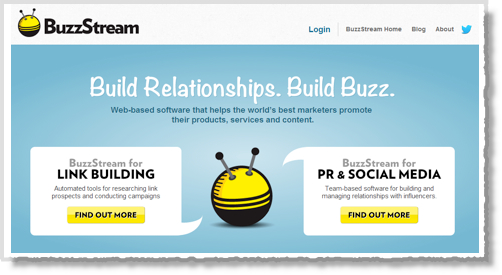 BuzzStream
Login
BuzzStream Home
Blog
About
Build Relationships. Build Buzz.
Web-based software that helps the world's best marketers promote
their products, services and content.
BuzzStream for
LINK BUILDING
Automated tools for researching link
prospects and conducting campaigns
FIND OUT MORE
BuzzStream for
PR & SOCIAL MEDIA
Team-based software for building and
managing relationships with influencers.
FIND OUT MORE